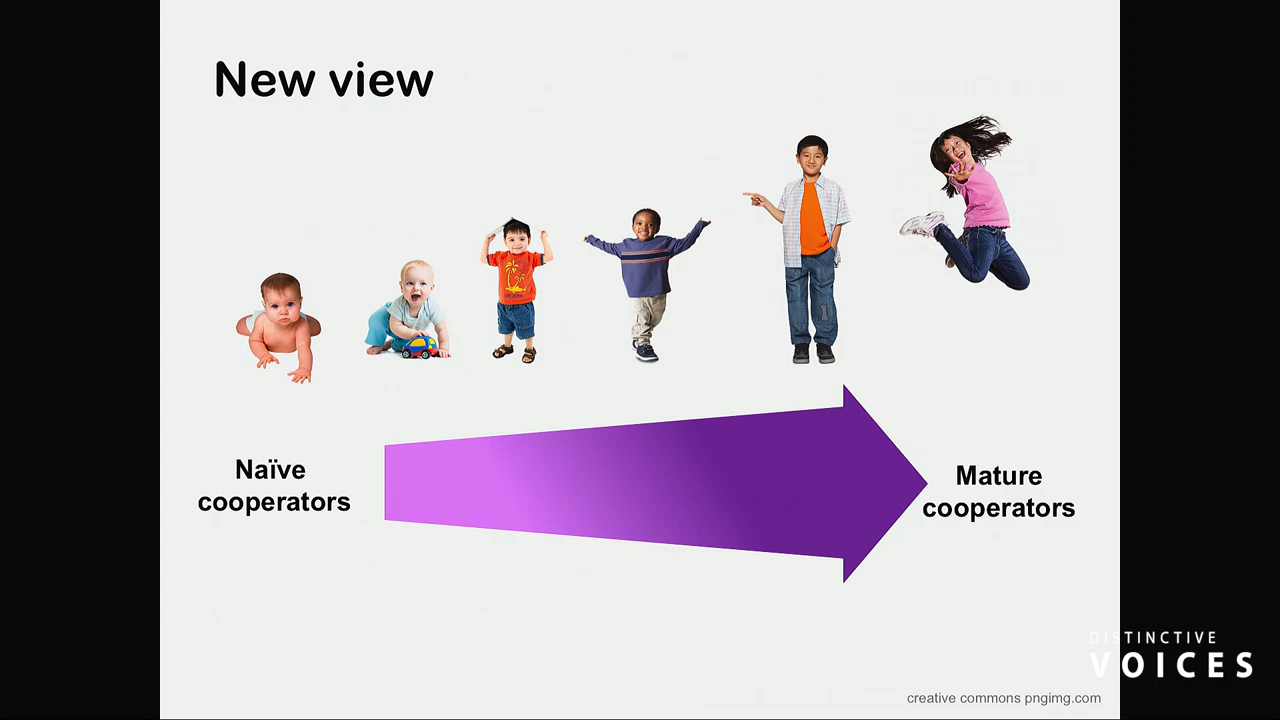 New view
Naïve
cooperators
Mature
cooperators
DISTINCTIVE
VOICES
creative commons pngimg.com